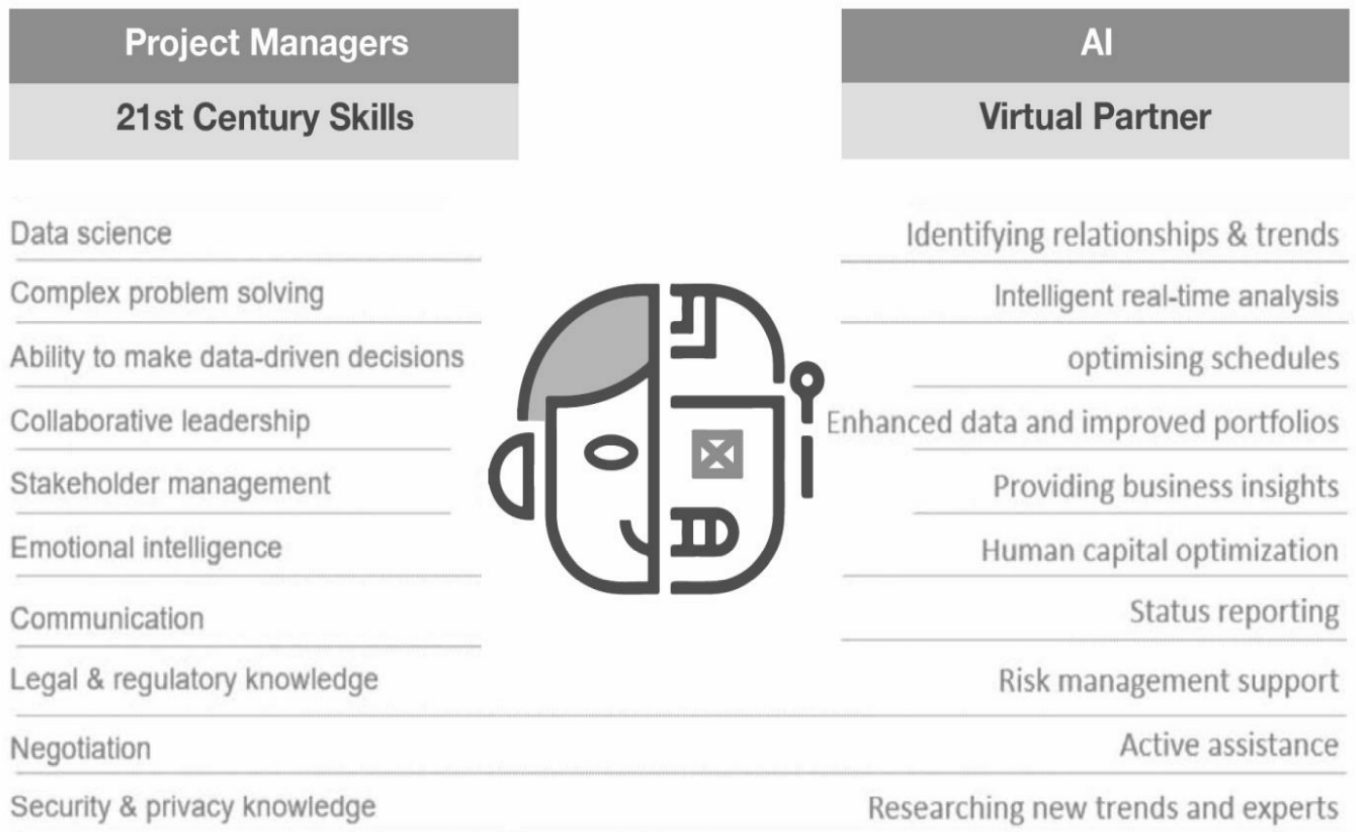 Project Managers
21st Century Skills
Data science
Complex problem solving
Ability to make data-driven decisions
Collaborative leadership
Stakeholder management
Emotional intelligence
Communication
Legal & regulatory knowledge
Negotiation
Security & privacy knowledge
AI
Virtual Partner
Identifying relationships & trends
Intelligent real-time analysis
optimising schedules
Enhanced data and improved portfolios
Providing business insights
Human capital optimization
Status reporting
Risk management support
Active assistance
Researching new trends and experts